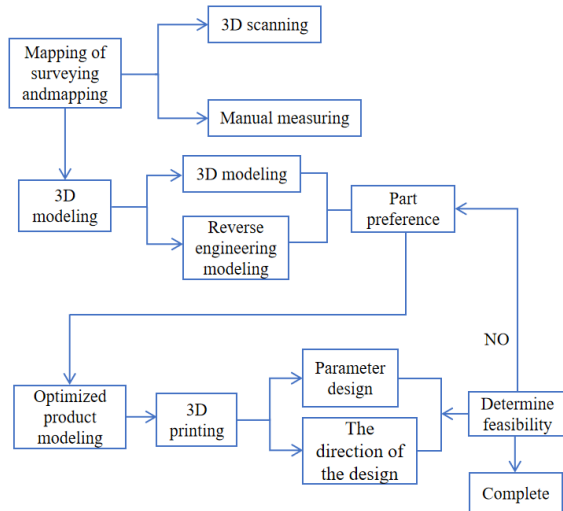 3D scanning
Mapping of
surveying
andmapping
Manual measuring
3D
modeling
3D modeling
Reverse
engineering
modeling
Part
preference
NO
Optimized
product
modeling
3D
printing
Parameter
design
The
direction of
the design
Determine
feasibility
Complete